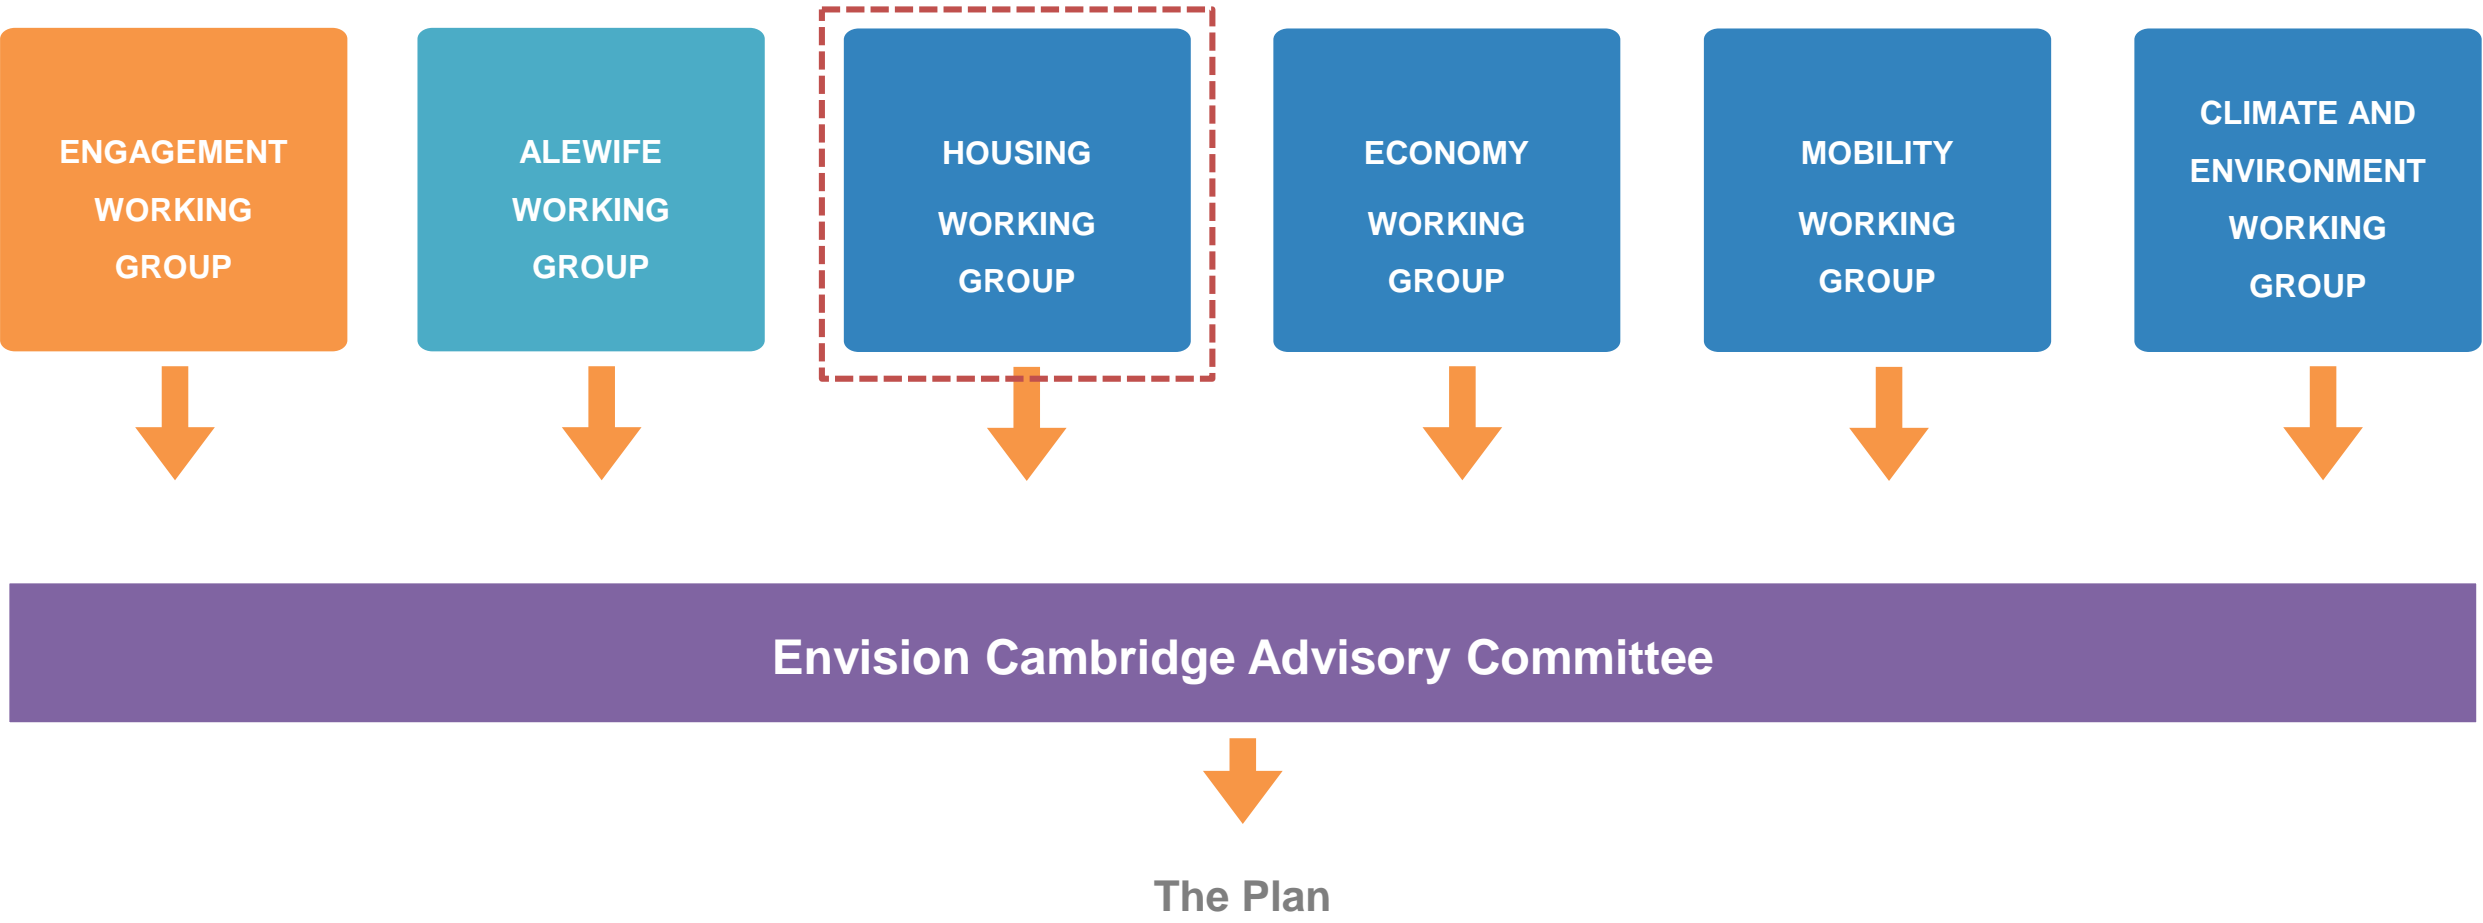 ENGAGEMENT
WORKING
GROUP
ALEWIFE
WORKING
GROUP
HOUSING
WORKING
GROUP
ECONOMY
WORKING
GROUP
MOBILITY
WORKING
GROUP
CLIMATE AND
ENVIRONMENT
WORKING
GROUP
Envision Cambridge Advisory Committee
The Plan